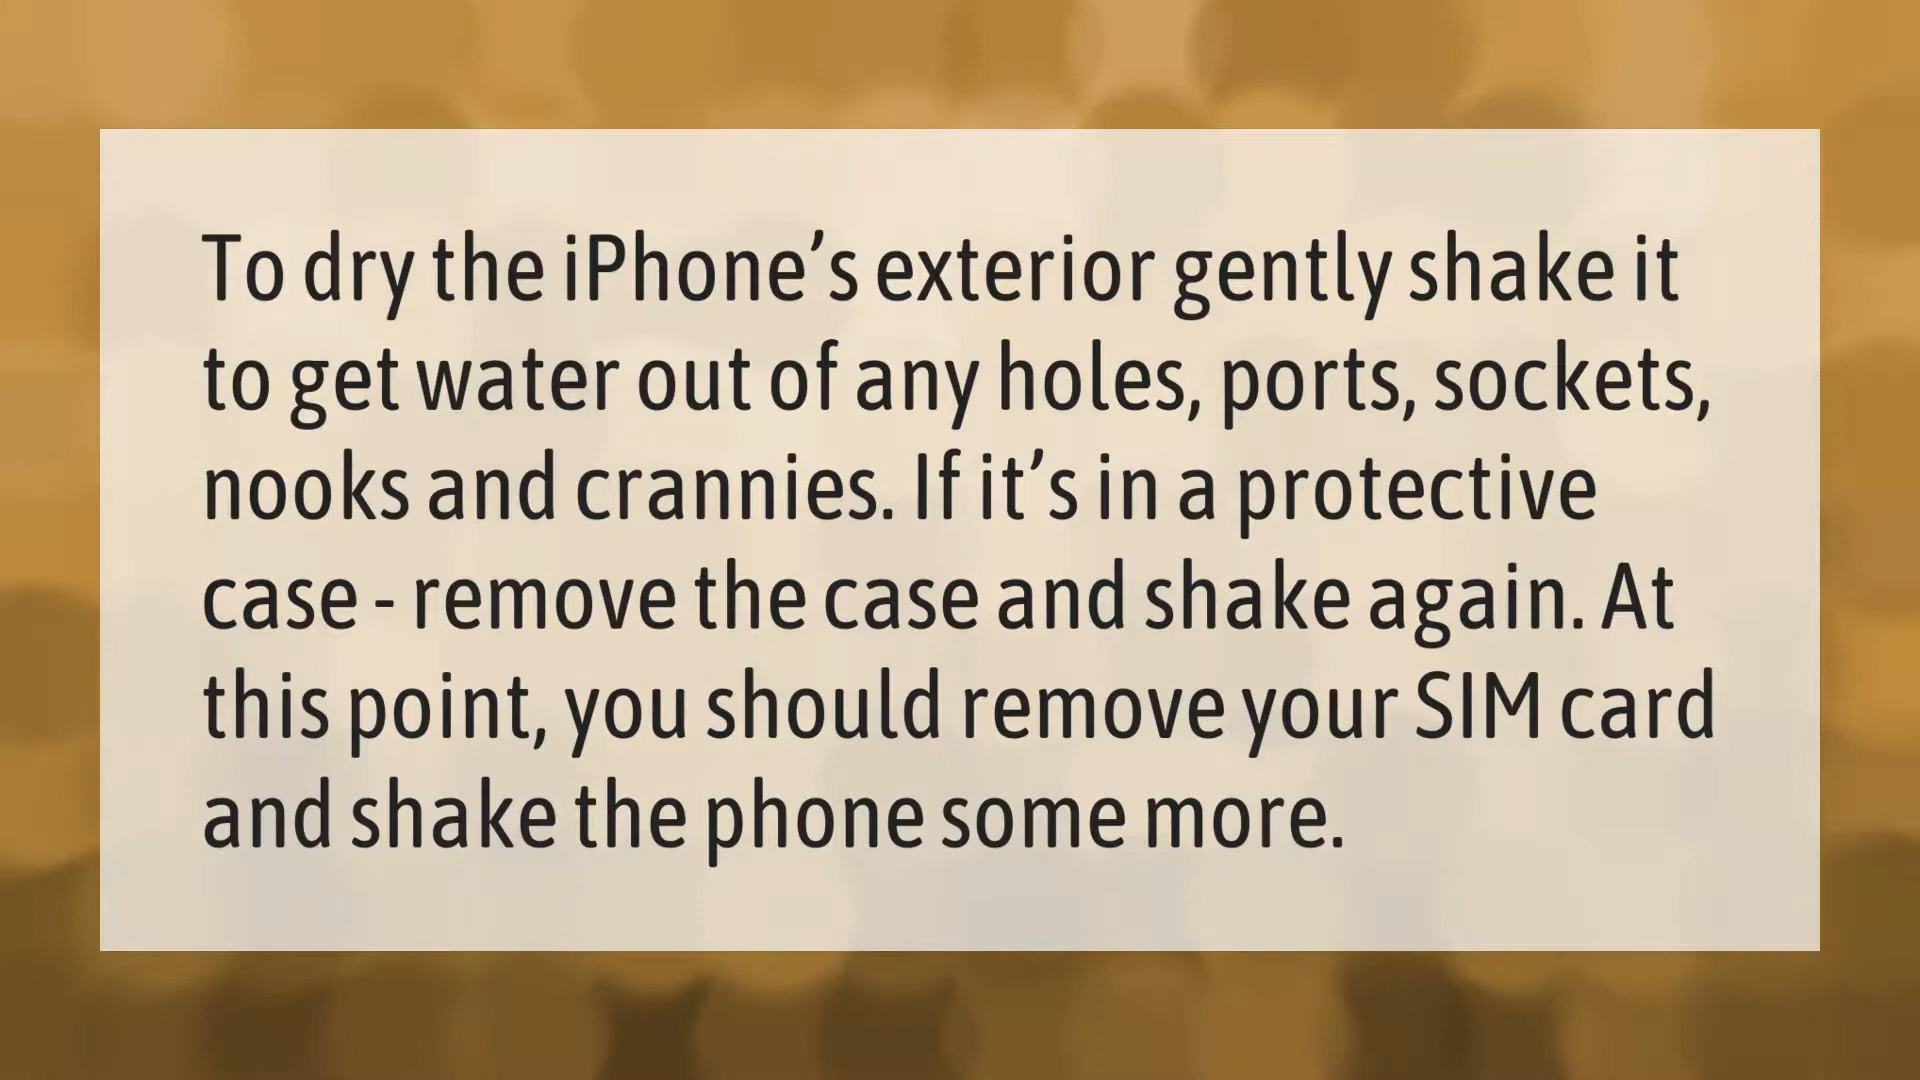 To dry the iPhone’s exterior gently shake it
to get water out of any holes, ports, sockets,
nooks and crannies. If it’s in a protective
case - remove the case and shake again. At
this point, you should remove your SIM card
and shake the phone some more.